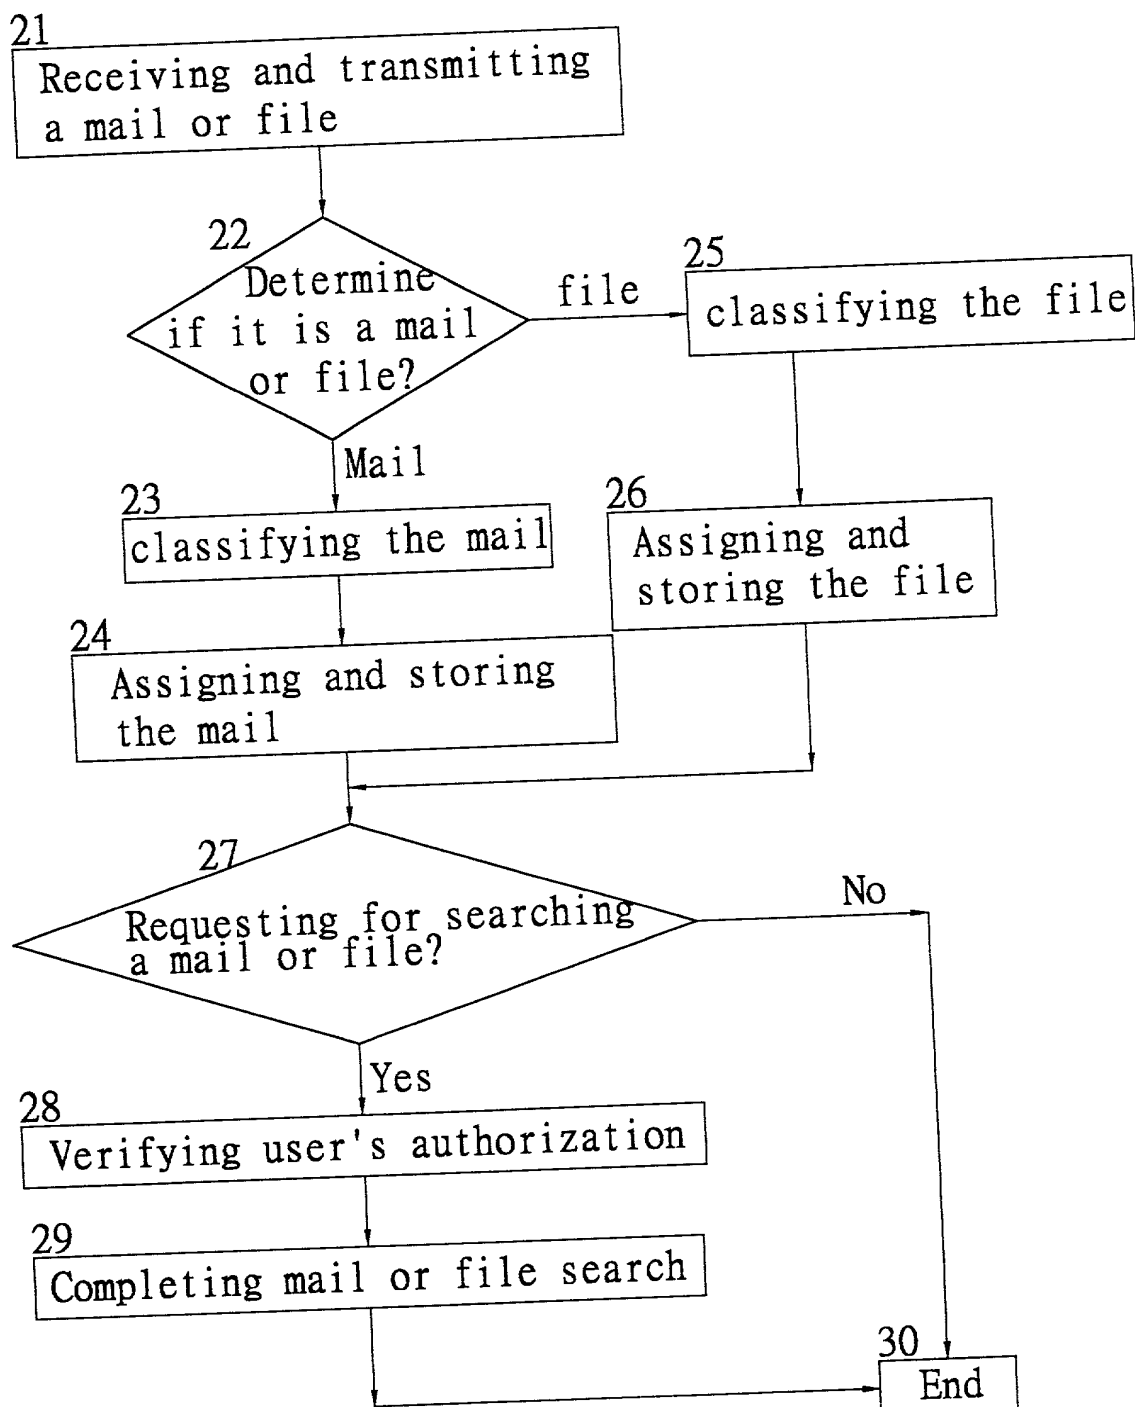 21
Receiving and transmitting
a mail or file
22
Determine
if it is a mail
or file?
file
25
classifying the file
Mail
23
classifying the mail
26
Assigning and
storing the file
24
Assigning and storing
the mail
27
Requesting for searching
a mail or file?
No
Yes
28
Verifying user's authorization
29
Completing mail or file search
30
End